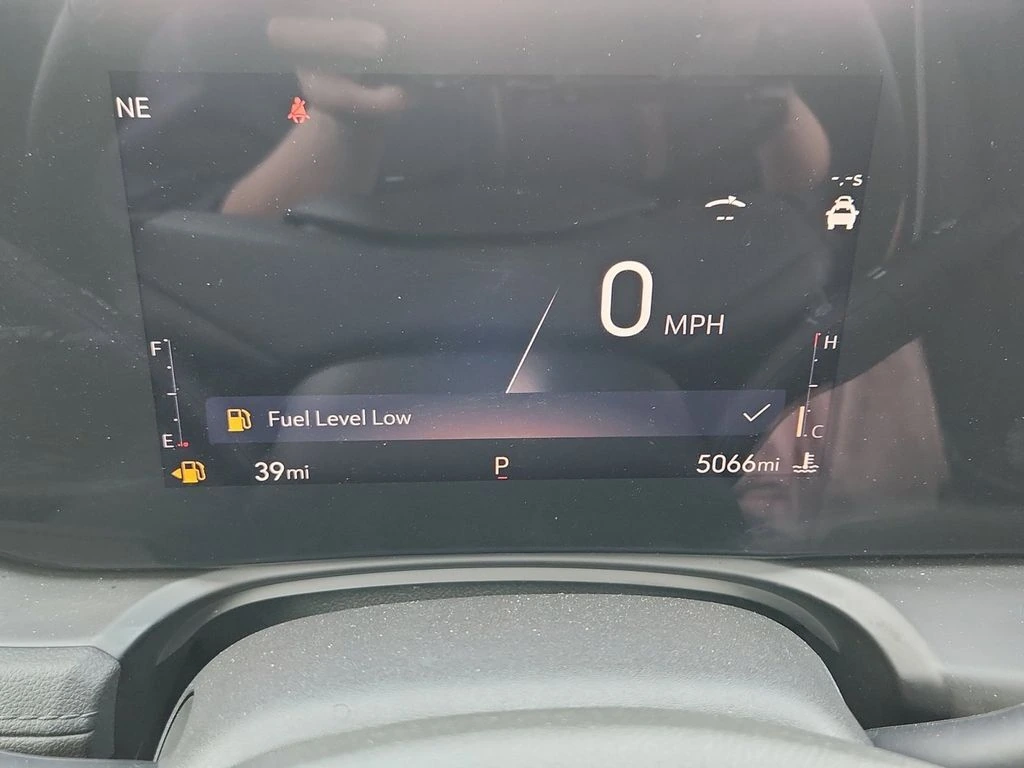 NE
-.-s
--
0 MPH
F
H
Fuel Level Low
E
C
39mi
P
5066mi